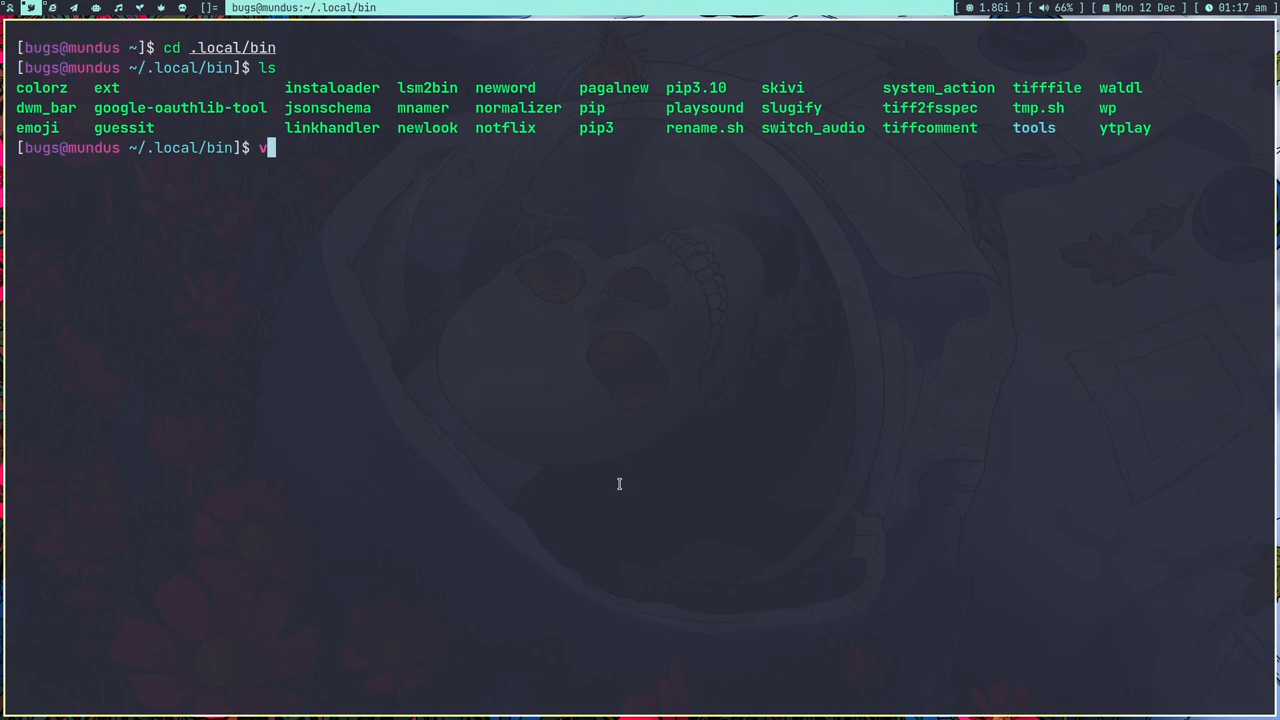 []= bugs@mundus:~/.local/bin [ 1.8Gi ] [ 66% ] [ Mon 12 Dec ] [ 01:17 am ]
[bugs@mundus ~]$ cd .local/bin
[bugs@mundus ~/.local/bin]$ ls
colorz ext instaloader lsm2bin newword pagalnew pip3.10 skivi system_action tifffile waldl
dwm_bar google-oauthlib-tool jsonschema mnamer normalizer pip playsound slugify tiff2fsspec tmp.sh wp
emoji guessit linkhandler newlook notflix pip3 rename.sh switch_audio tiffcomment tools ytplay
[bugs@mundus ~/.local/bin]$ v